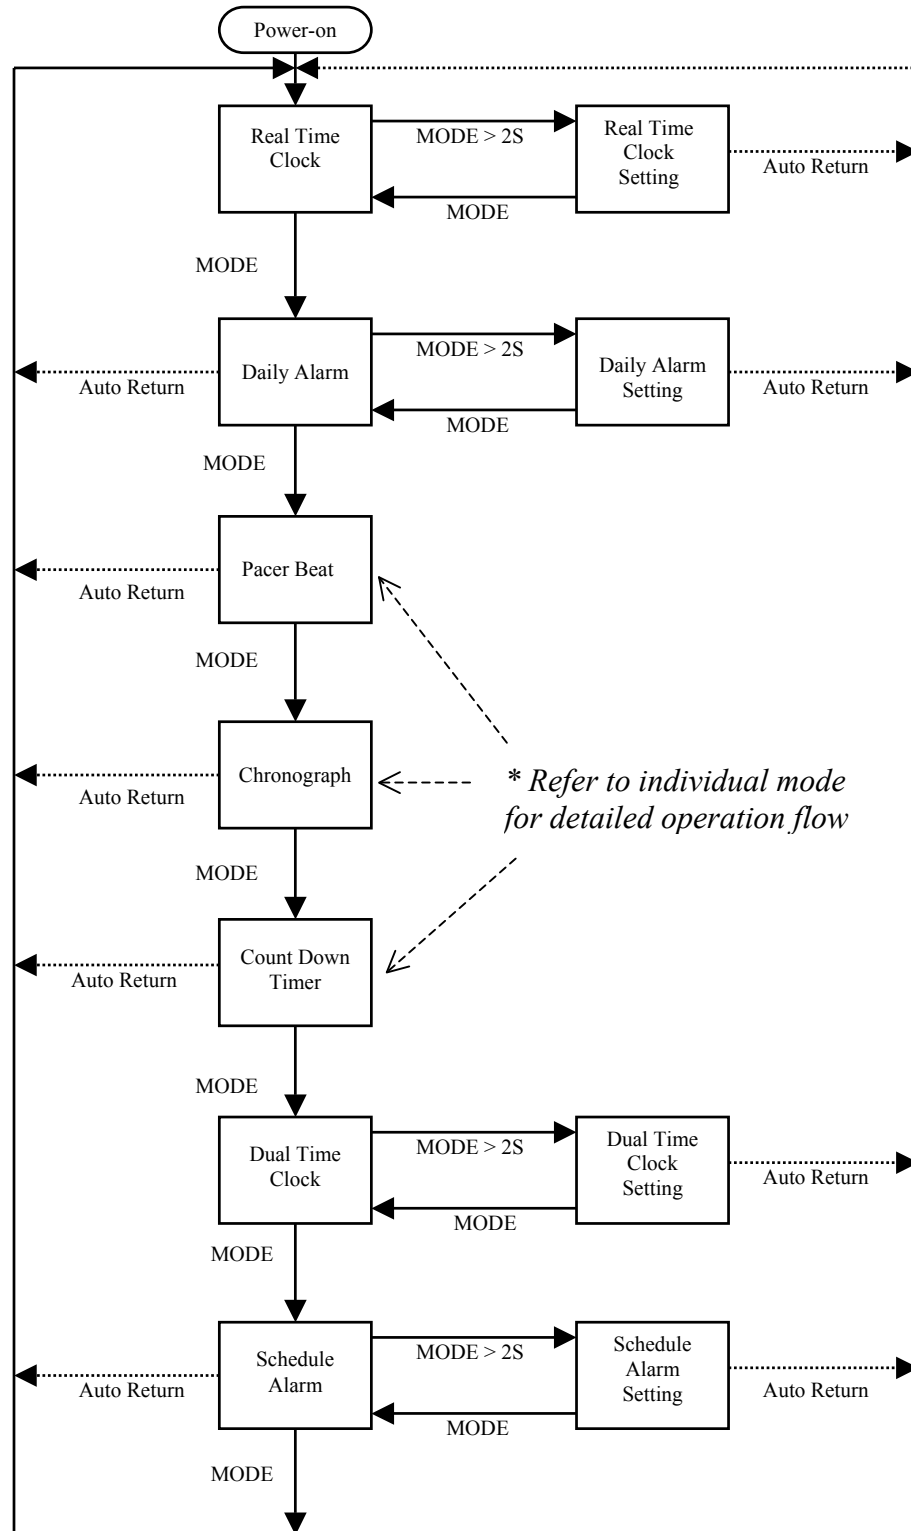 Power-on
Real Time
Clock
MODE > 2S
MODE
Real Time
Clock
Setting
Auto Return
MODE
Auto Return
Daily Alarm
MODE > 2S
MODE
Daily Alarm
Setting
Auto Return
MODE
Auto Return
Pacer Beat
MODE
Auto Return
Chronograph
* Refer to individual mode
for detailed operation flow
MODE
Auto Return
Count Down
Timer
MODE
Dual Time
Clock
MODE > 2S
MODE
Dual Time
Clock
Setting
Auto Return
MODE
Auto Return
Schedule
Alarm
MODE > 2S
MODE
Schedule
Alarm
Setting
Auto Return
MODE